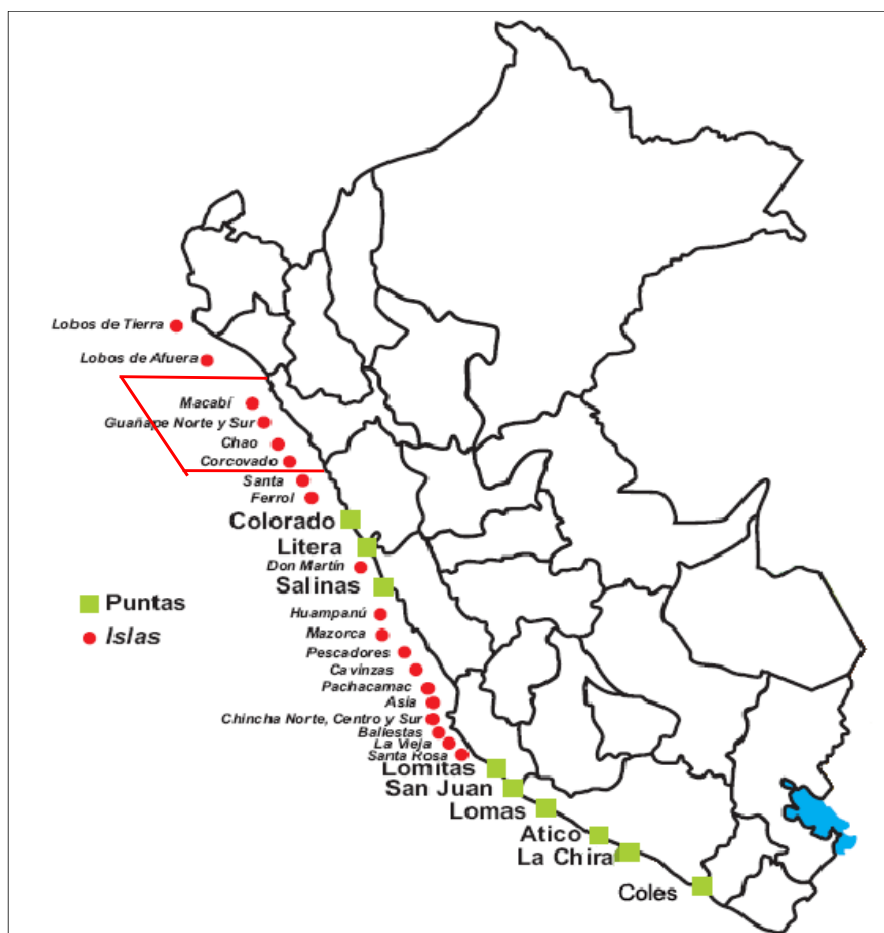 Lobos de Tierra
Lobos de Afuera
Macabí
Guañape Norte y Sur
Chao
Corcovado
Santa
Ferrol
Colorado
Litera
Don Martín
Salinas
Puntas
Huampanú
Islas
Mazorca
Pescadores
Cavinzas
Pachacamac
Asia
Chincha Norte, Centro y Sur
Ballestas
La Vieja
Santa Rosa
Lomitas
San Juan
Lomas
Atico
La Chira
Coles